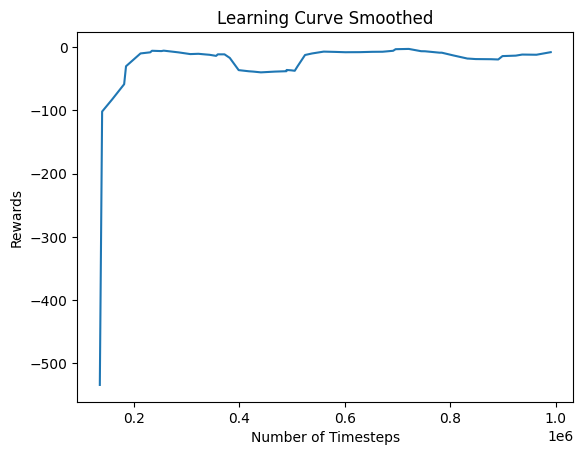 Learning Curve Smoothed
0
−100
−200
−300
−400
−500
Rewards
0.2
0.4
0.6
0.8
1.0
1e6
Number of Timesteps